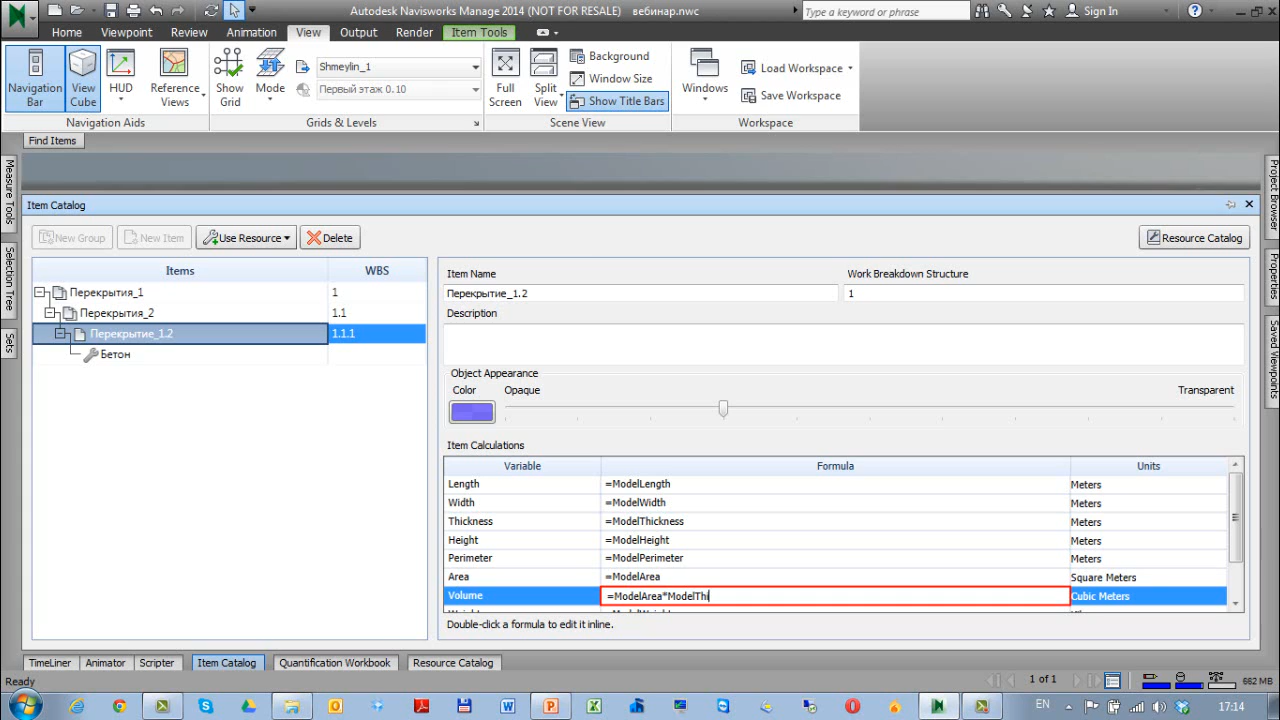 Autodesk Navisworks Manage 2014 (NOT FOR RESALE) вебинар.nwc
Type a keyword or phrase
Sign In
Home Viewpoint Review Animation View Output Render Item Tools
Navigation Bar
View Cube
HUD
Reference Views
Show Grid
Mode
Shmeylin_1
Первый этаж 0.10
Full Screen
Split View
Background
Window Size
Show Title Bars
Windows
Load Workspace
Save Workspace
Navigation Aids
Grids & Levels
Scene View
Workspace
Find Items
Measure Tools
Selection Tree
Sets
Project Browser
Properties
Saved Viewpoints
Item Catalog
New Group
New Item
Use Resource
Delete
Resource Catalog
Items WBS
Перекрытия_1 1
Перекрытия_2 1.1
Перекрытие_1.2 1.1.1
Бетон
Item Name Work Breakdown Structure
Перекрытие_1.2 1
Description
Object Appearance
Color Opaque Transparent
Item Calculations
Variable Formula Units
Length =ModelLength Meters
Width =ModelWidth Meters
Thickness =ModelThickness Meters
Height =ModelHeight Meters
Perimeter =ModelPerimeter Meters
Area =ModelArea Square Meters
Volume =ModelArea*ModelThi Cubic Meters
Double-click a formula to edit it inline.
TimeLiner Animator Scripter Item Catalog Quantification Workbook Resource Catalog
Ready
1 of 1
662 MB
EN
17:14